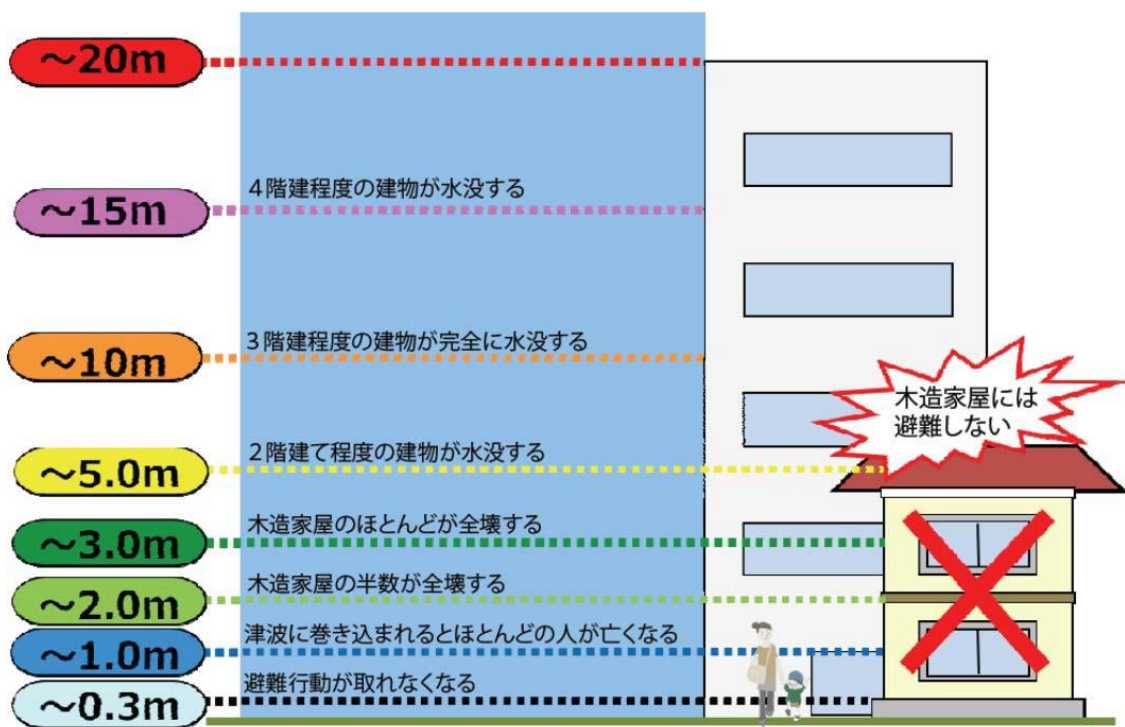 ～20m
４階建程度の建物が水没する
～15m
３階建程度の建物が完全に水没する
～10m
木造家屋には
避難しない
２階建て程度の建物が水没する
～5.0m
木造家屋のほとんどが全壊する
～3.0m
木造家屋の半数が全壊する
～2.0m
津波に巻き込まれるとほとんどの人が亡くなる
～1.0m
避難行動が取れなくなる
～0.3m